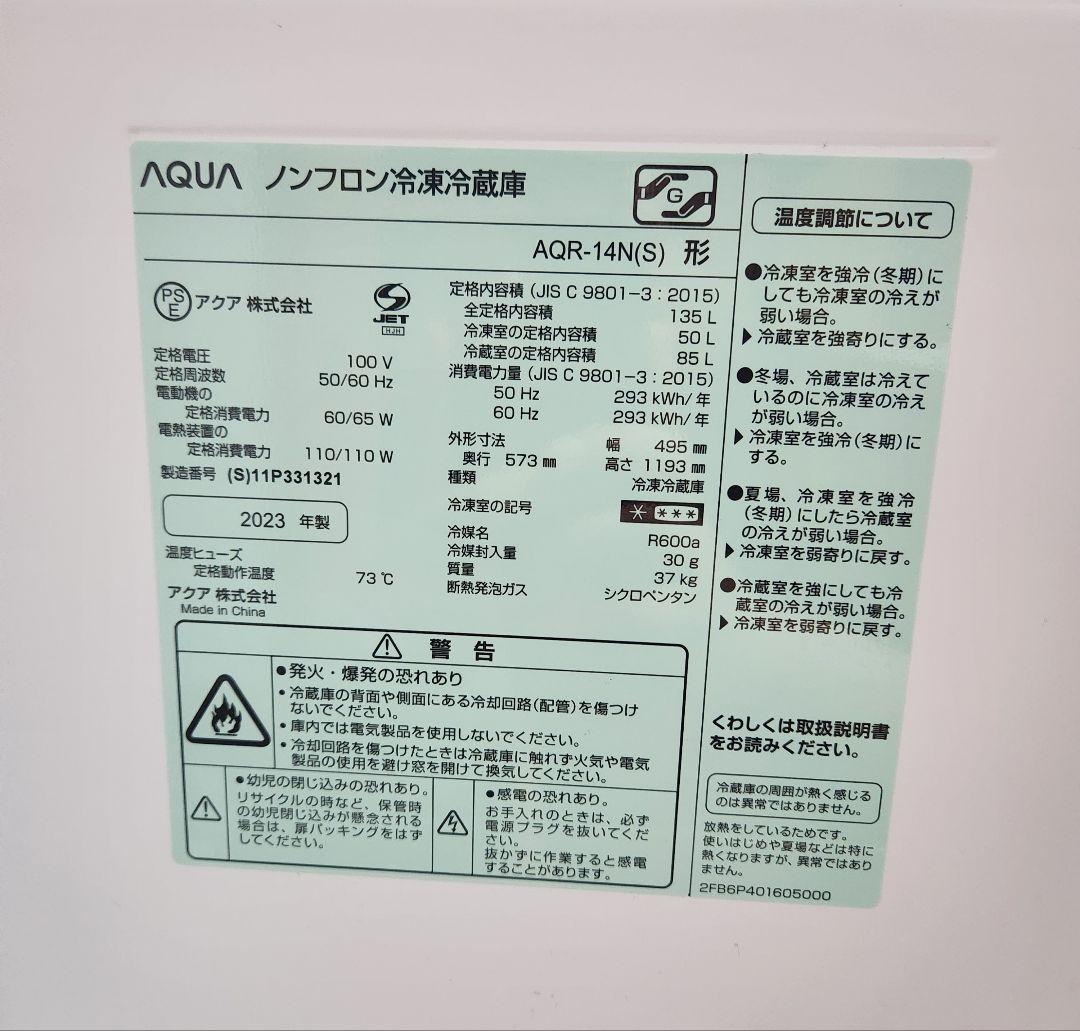 AQUA ノンフロン冷凍冷蔵庫
G
AQR-14N(S) 形
PS
E
アクア 株式会社
S
JET
HJH
定格電圧 100 V
定格周波数 50/60 Hz
電動機の
定格消費電力 60/65 W
電熱装置の
定格消費電力 110/110 W
製造番号 (S)11P331321
2023 年製
温度ヒューズ
定格動作温度 73 ℃
アクア 株式会社
Made in China
定格内容積 (JIS C 9801-3 : 2015)
全定格内容積 135 L
冷凍室の定格内容積 50 L
冷蔵室の定格内容積 85 L
消費電力量 (JIS C 9801-3 : 2015)
50 Hz 293 kWh/年
60 Hz 293 kWh/年
外形寸法 幅 495 ㎜
奥行 573 ㎜ 高さ 1193 ㎜
種類 冷凍冷蔵庫
冷凍室の記号 * ***
冷媒名 R600a
冷媒封入量 30 g
質量 37 kg
断熱発泡ガス シクロペンタン
警 告
●発火・爆発の恐れあり
・冷蔵庫の背面や側面にある冷却回路(配管)を傷つけ
ないでください。
・庫内では電気製品を使用しないでください。
・冷却回路を傷つけたときは冷蔵庫に触れず火気や電気
製品の使用を避け窓を開けて換気してください。
●幼児の閉じ込みの恐れあり。
リサイクルの時など、保管時
の幼児閉じ込みが懸念される
場合は、扉パッキングをはず
してください。
●感電の恐れあり。
お手入れのときは、必ず
電源プラグを抜いてくだ
さい。
抜かずに作業すると感電
することがあります。
温度調節について
●冷凍室を強冷(冬期)に
しても冷凍室の冷えが
弱い場合。
▶冷蔵室を強寄りにする。
●冬場、冷蔵室は冷えて
いるのに冷凍室の冷え
が弱い場合。
▶冷凍室を強冷(冬期)に
する。
●夏場、冷凍室を強冷
(冬期)にしたら冷蔵室
の冷えが弱い場合。
▶冷凍室を弱寄りに戻す。
●冷蔵室を強にしても冷
蔵室の冷えが弱い場合。
▶冷凍室を弱寄りに戻す。
くわしくは取扱説明書
をお読みください。
冷蔵庫の周囲が熱く感じる
のは異常ではありません。
放熱をしているためです。
使いはじめや夏場などは特に
熱くなりますが、異常ではあり
ません。
2FB6P401605000